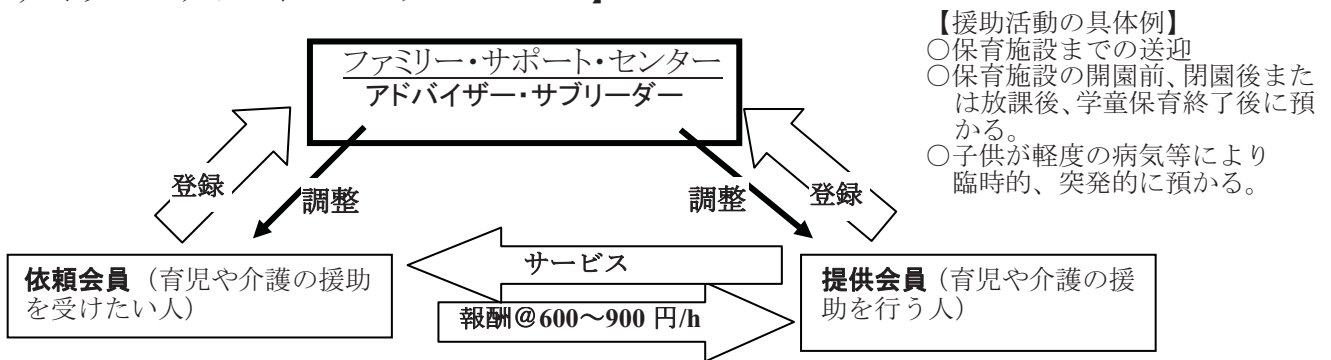 ファミリー・サポート・センター
アドバイザー・サブリーダー
【援助活動の具体例】
○保育施設までの送迎
○保育施設の開園前、閉園後また
は放課後、学童保育終了後に預
かる。
○子供が軽度の病気等により
臨時的、突発的に預かる。
登録
調整
調整
登録
依頼会員（育児や介護の援助
を受けたい人）
サービス
報酬＠600～900 円/h
提供会員（育児や介護の援
助を行う人）